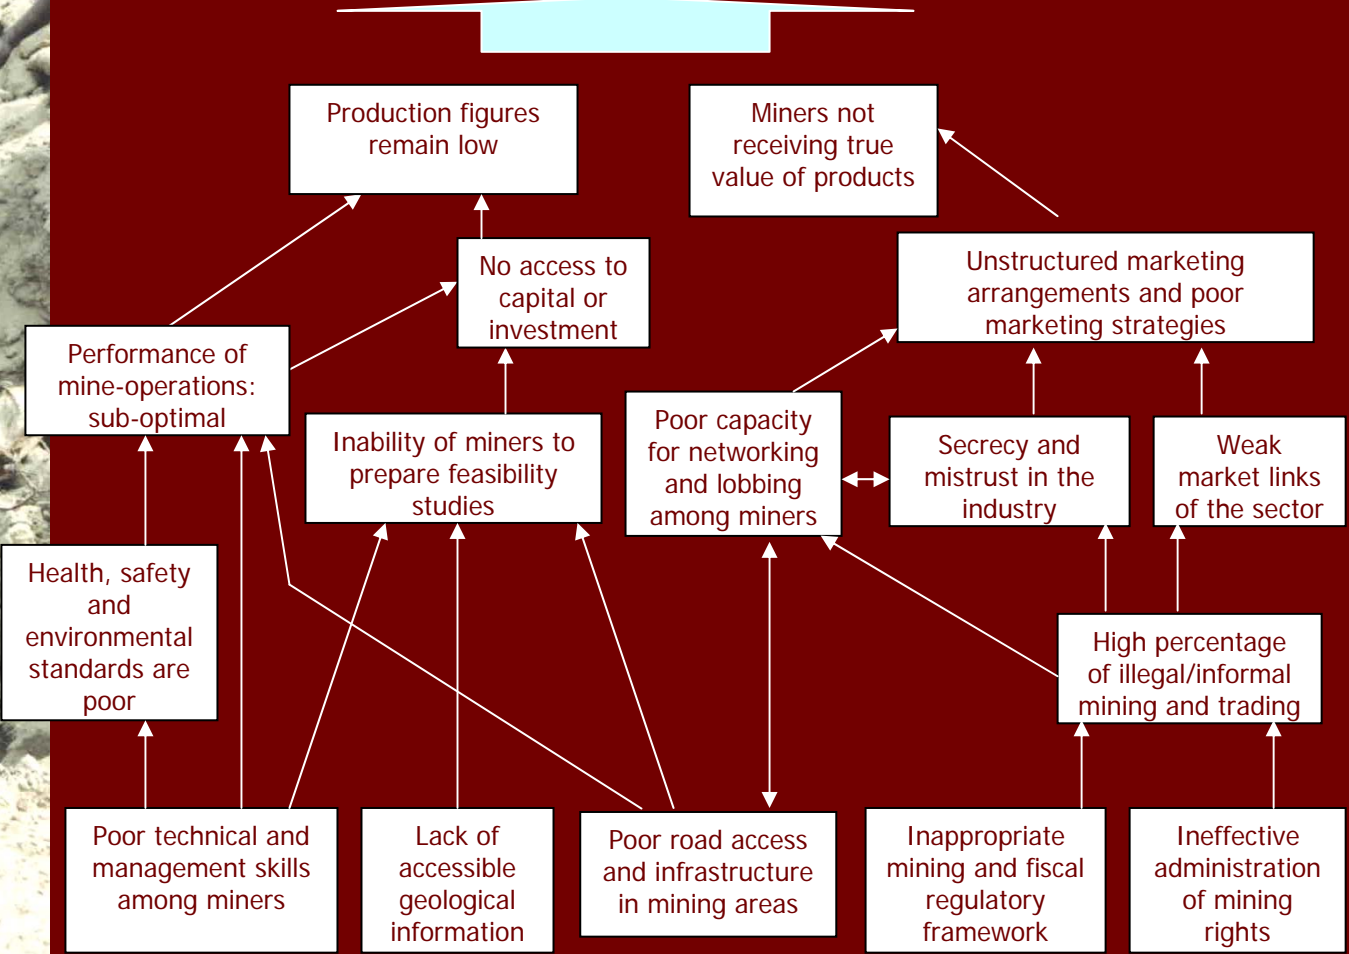 Production figures
remain low
Miners not
receiving true
value of products
No access to
capital or
investment
Unstructured marketing
arrangements and poor
marketing strategies
Performance of
mine-operations:
sub-optimal
Inability of miners to
prepare feasibility
studies
Poor capacity
for networking
and lobbing
among miners
Secrecy and
mistrust in the
industry
Weak
market links
of the sector
Health, safety
and
environmental
standards are
poor
High percentage
of illegal/informal
mining and trading
Poor technical and
management skills
among miners
Lack of
accessible
geological
information
Poor road access
and infrastructure
in mining areas
Inappropriate
mining and fiscal
regulatory
framework
Ineffective
administration
of mining
rights